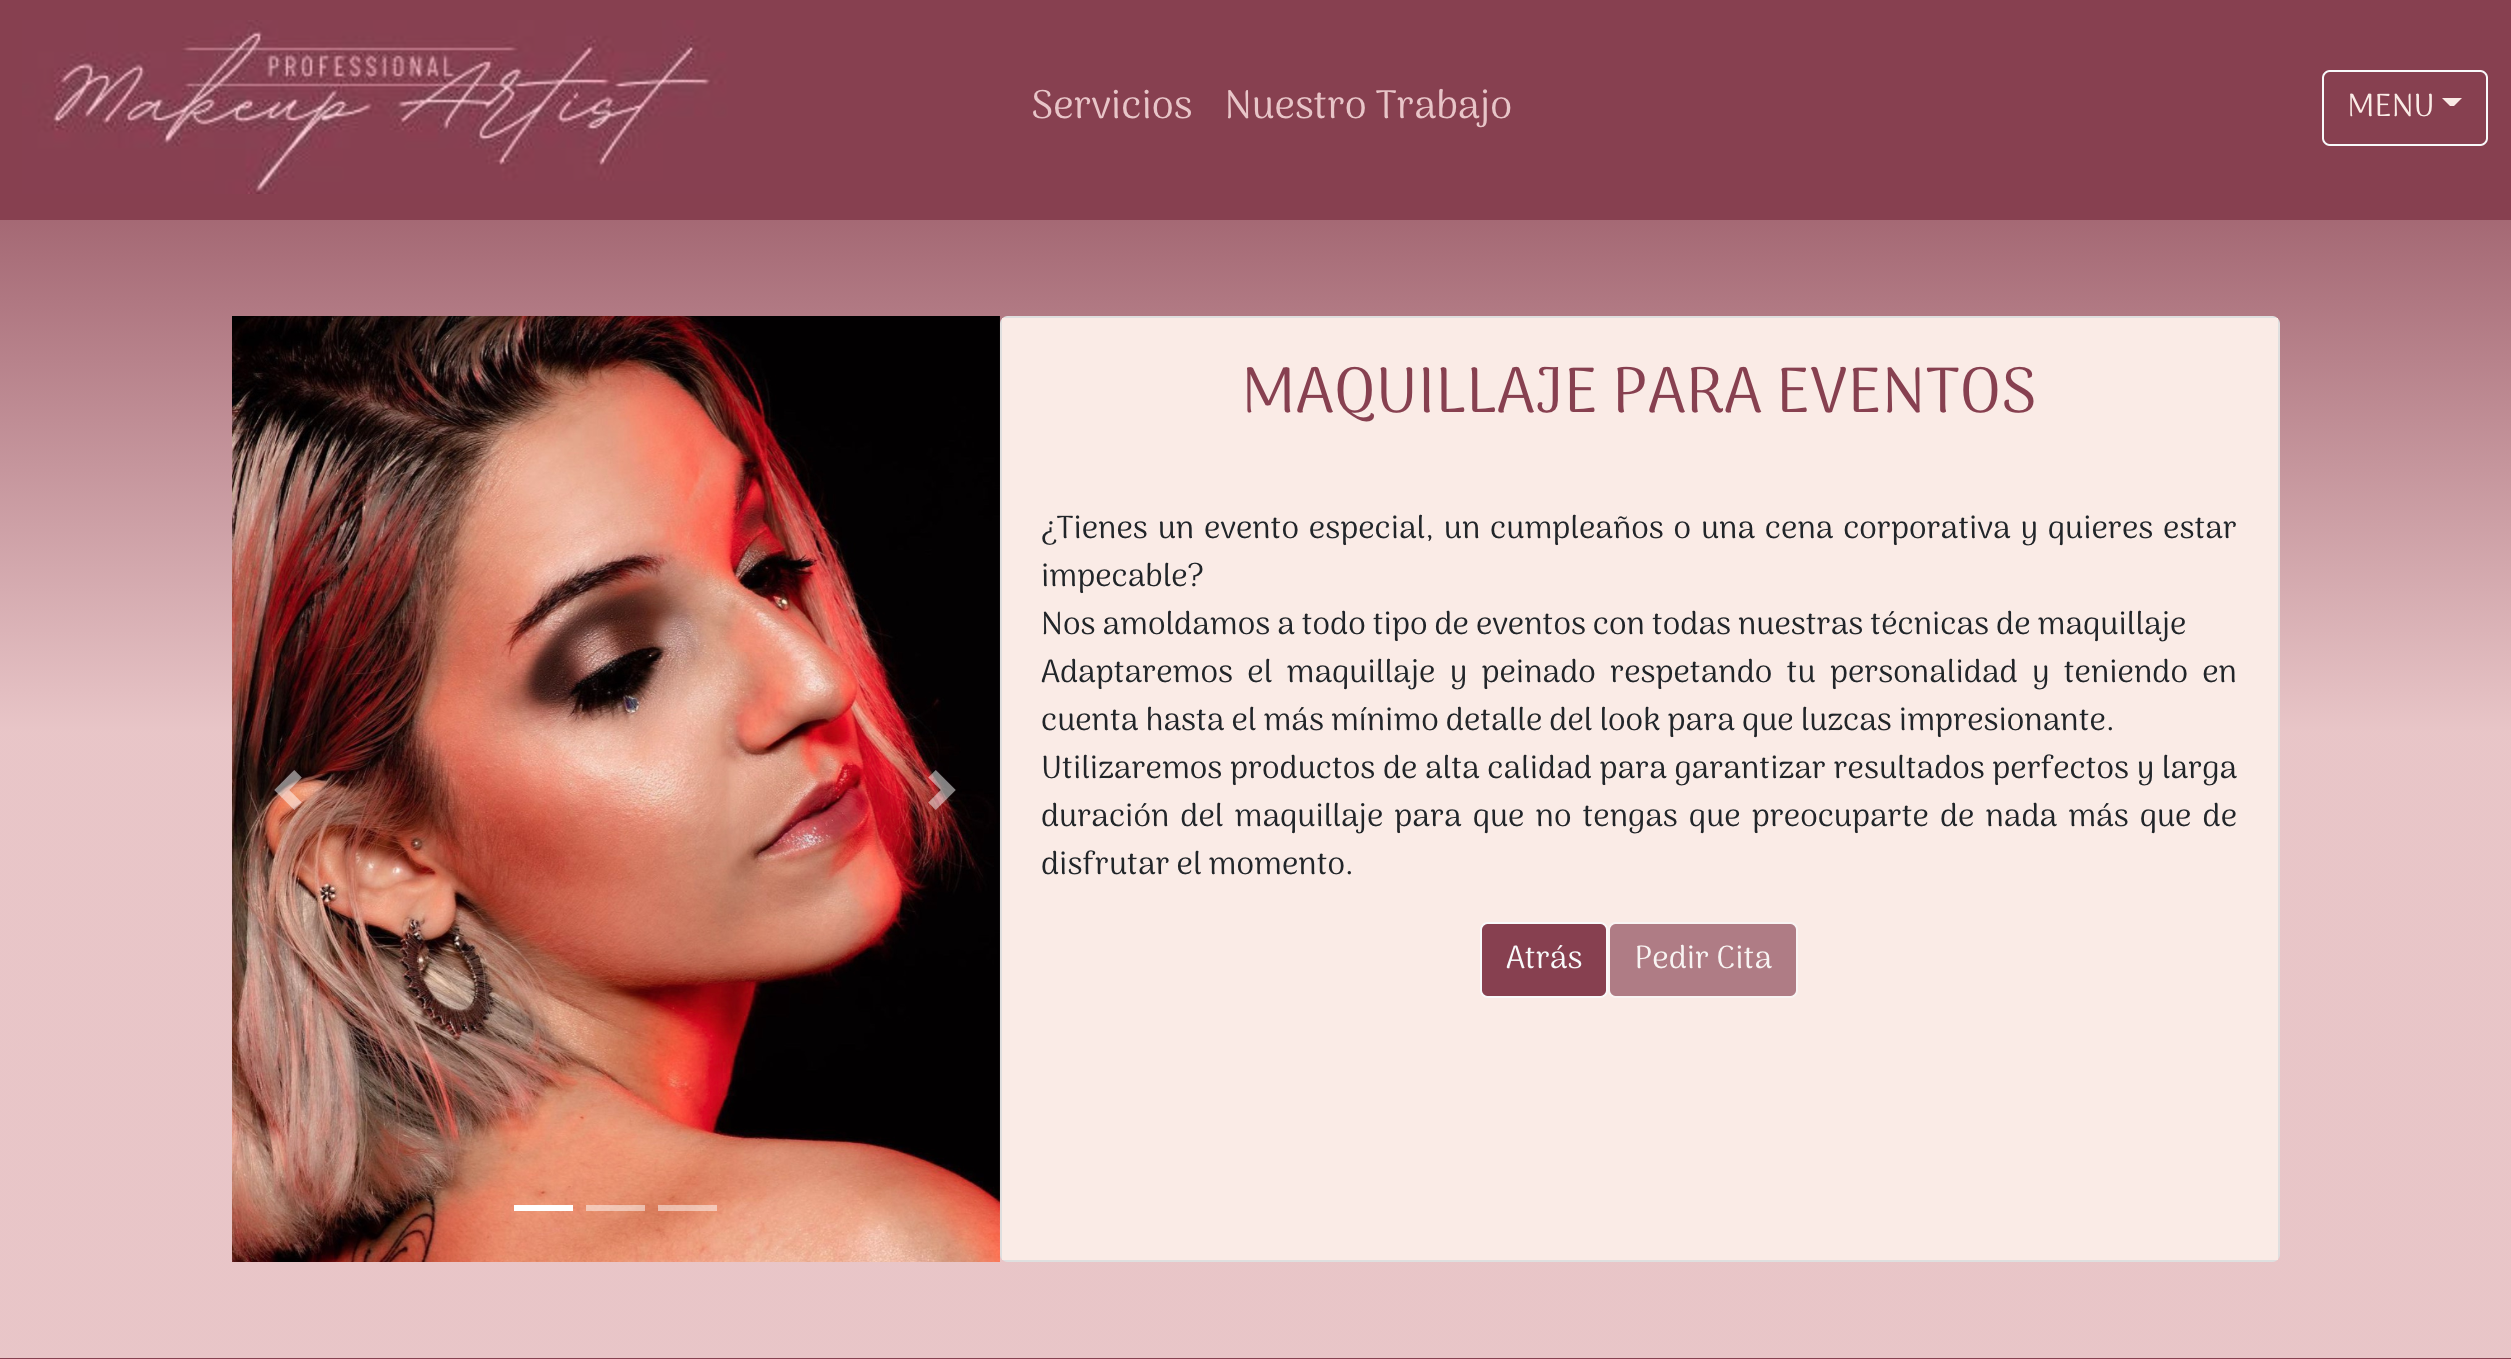 PROFESSIONAL
Makeup Artist
Servicios Nuestro Trabajo
MENU
MAQUILLAJE PARA EVENTOS
¿Tienes un evento especial, un cumpleaños o una cena corporativa y quieres estar
impecable?
Nos amoldamos a todo tipo de eventos con todas nuestras técnicas de maquillaje
Adaptaremos el maquillaje y peinado respetando tu personalidad y teniendo en
cuenta hasta el más mínimo detalle del look para que luzcas impresionante.
Utilizaremos productos de alta calidad para garantizar resultados perfectos y larga
duración del maquillaje para que no tengas que preocuparte de nada más que de
disfrutar el momento.
Atrás Pedir Cita